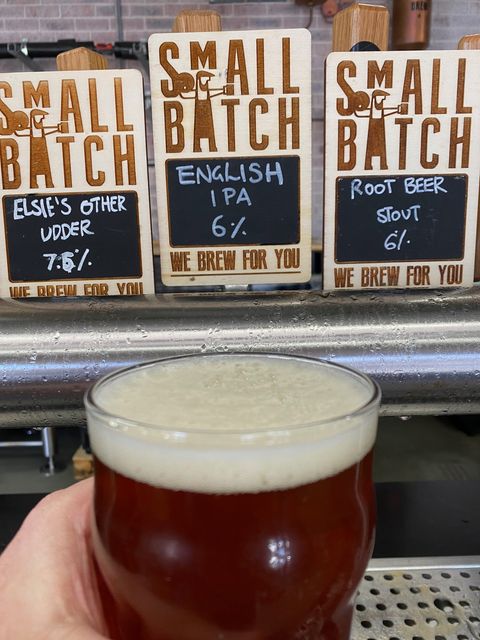 SMALL
BATCH
ELSIE'S OTHER
UDDER
7.5%
WE BREW FOR YOU
SMALL
BATCH
ENGLISH
IPA
6%
WE BREW FOR YOU
SMALL
BATCH
ROOT BEER
STOUT
6%
WE BREW FOR YOU